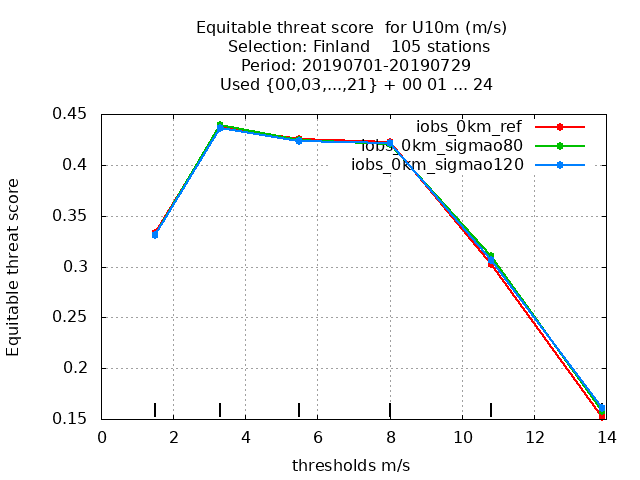 Equitable threat score for U10m (m/s)
Selection: Finland 105 stations
Period: 20190701-20190729
Used {00,03,...,21} + 00 01 ... 24
iobs_0km_ref
iobs_0km_sigmao80
iobs_0km_sigmao120
Equitable threat score
0.45
0.4
0.35
0.3
0.25
0.2
0.15
0 2 4 6 8 10 12 14
thresholds m/s